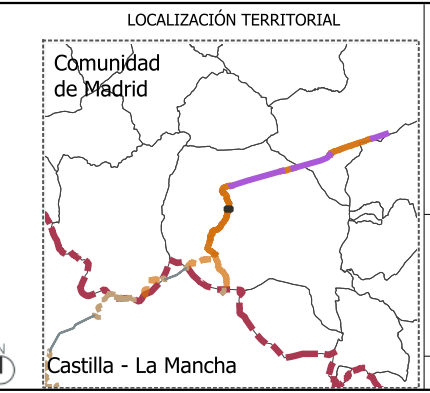 LOCALIZACIÓN TERRITORIAL
Comunidad
de Madrid
Castilla - La Mancha
N